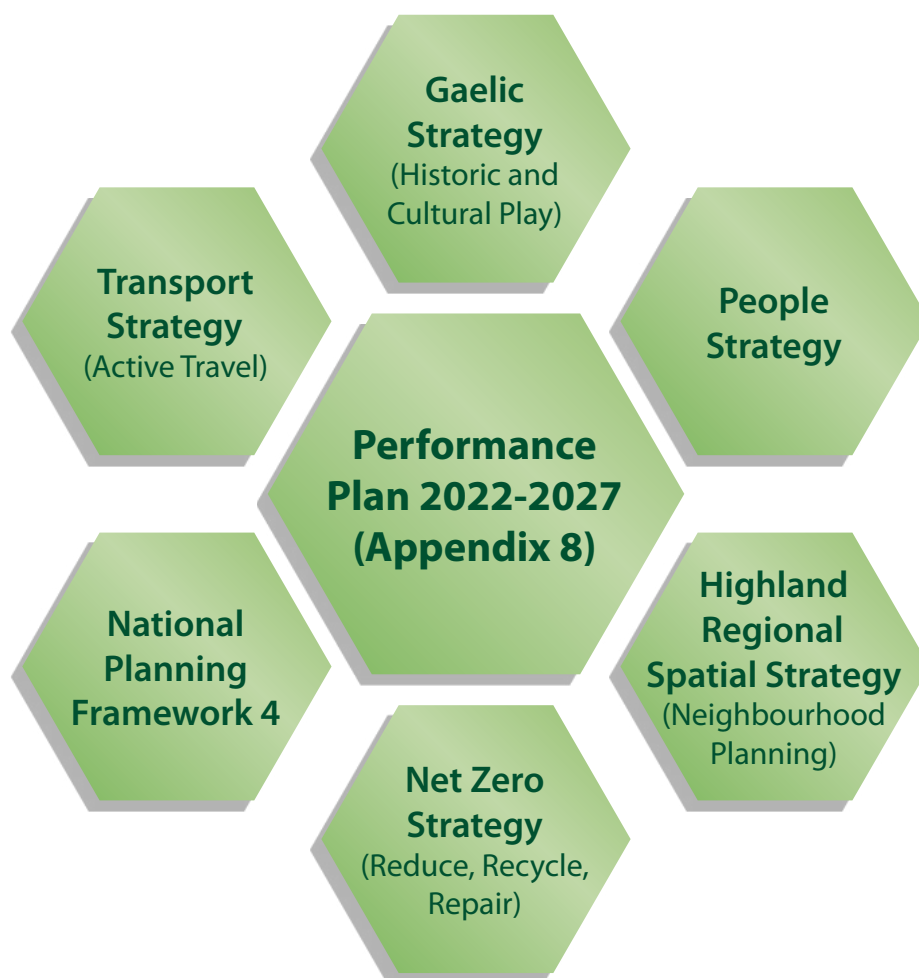 Gaelic
Strategy
(Historic and
Cultural Play)
Transport
Strategy
(Active Travel)
People
Strategy
Performance
Plan 2022-2027
(Appendix 8)
National
Planning
Framework 4
Highland
Regional
Spatial Strategy
(Neighbourhood
Planning)
Net Zero
Strategy
(Reduce, Recycle,
Repair)